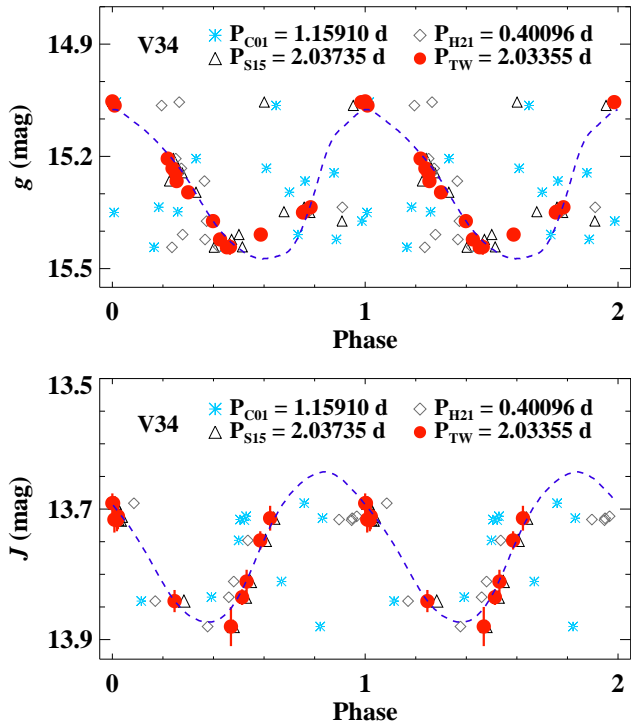 14.9
V34
P_C01 = 1.15910 d
P_H21 = 0.40096 d
P_S15 = 2.03735 d
P_TW = 2.03355 d
g (mag)
15.2
15.5
0
1
2
Phase
13.5
V34
P_C01 = 1.15910 d
P_H21 = 0.40096 d
P_S15 = 2.03735 d
P_TW = 2.03355 d
J (mag)
13.7
13.9
0
1
2
Phase